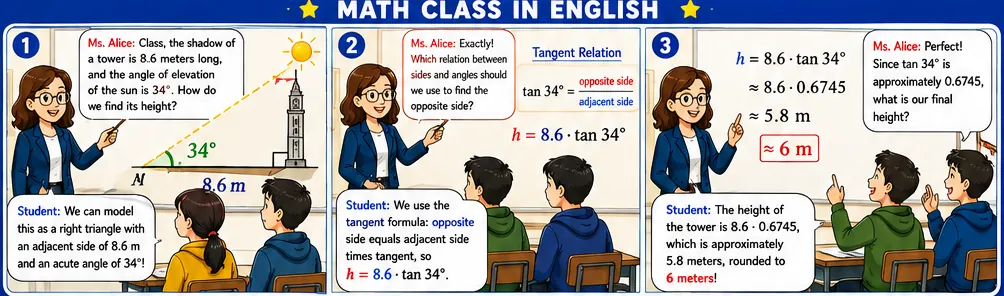 MATH CLASS IN ENGLISH
1
Ms. Alice: Class, the shadow of
a tower is 8.6 meters long,
and the angle of elevation
of the sun is 34°. How do
we find its height?
34°
8.6 m
Student: We can model
this as a right triangle with
an adjacent side of 8.6 m
and an acute angle of 34°!
2
Ms. Alice: Exactly!
Which relation between
sides and angles should
we use to find the
opposite side?
Tangent Relation
tan 34° = opposite side
adjacent side
h = 8.6 · tan 34°
Student: We use the
tangent formula: opposite
side equals adjacent side
times tangent, so
h = 8.6 · tan 34°.
3
h = 8.6 · tan 34°
≈ 8.6 · 0.6745
≈ 5.8 m
≈ 6 m
Ms. Alice: Perfect!
Since tan 34° is
approximately 0.6745,
what is our final
height?
Student: The height of
the tower is 8.6 · 0.6745,
which is approximately
5.8 meters, rounded to
6 meters!